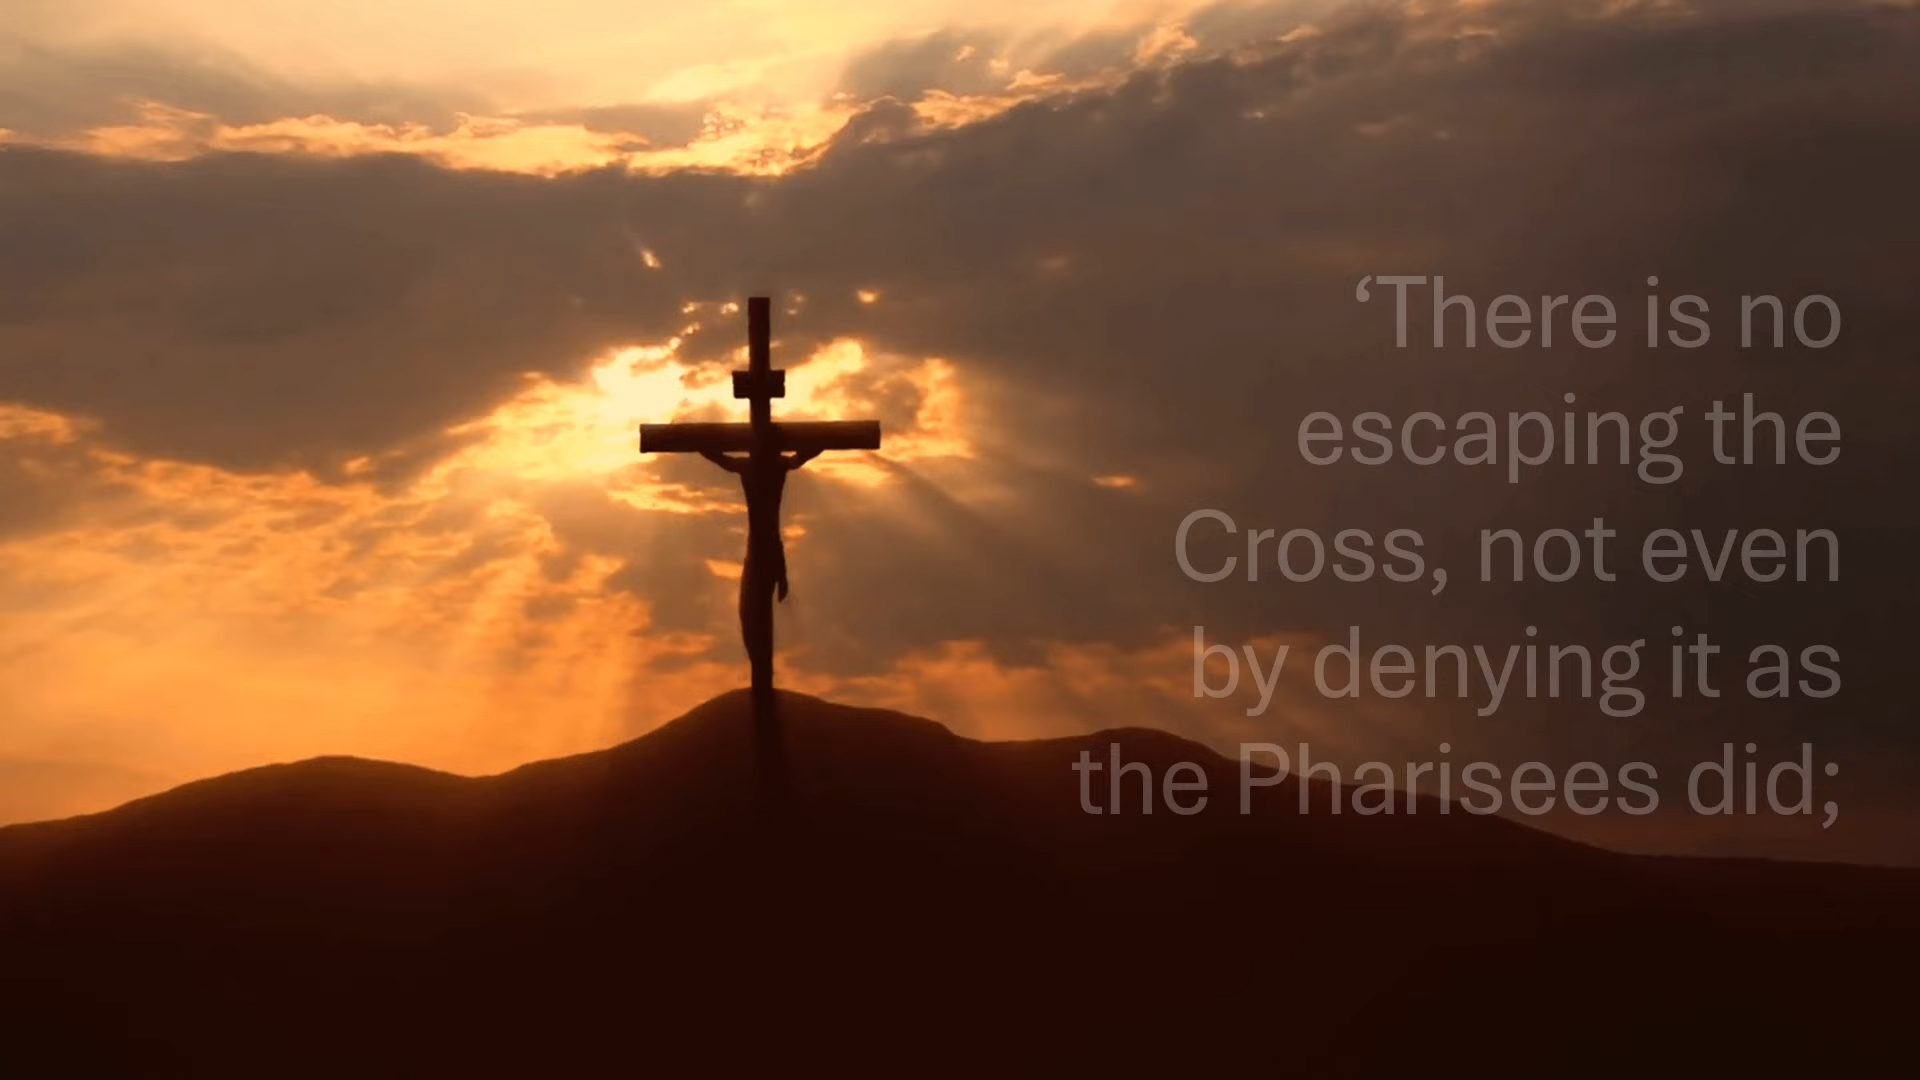 ‘There is no
escaping the
Cross, not even
by denying it as
the Pharisees did;